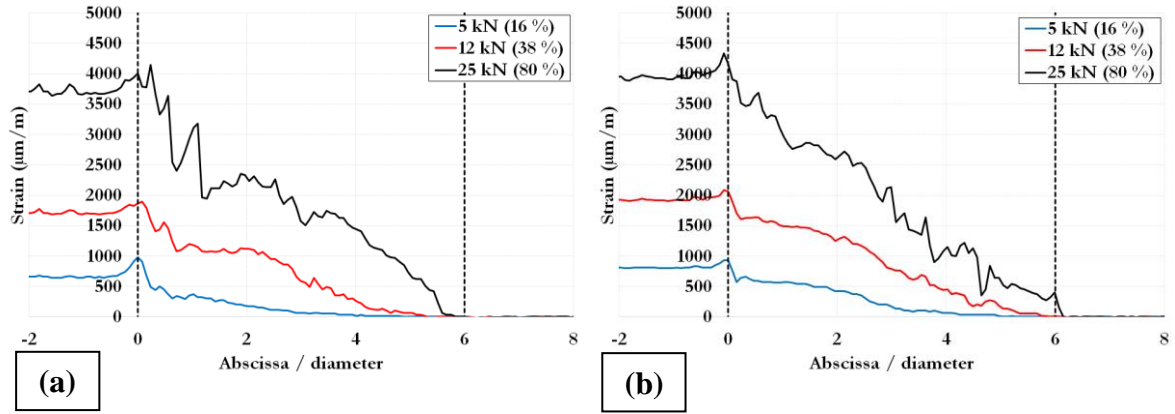 5000
4500
4000
3500
3000
2500
2000
1500
1000
500
0
Strain (µm/m)
5 kN (16 %)
12 kN (38 %)
25 kN (80 %)
-2 0 2 4 6 8
Abscissa / diameter
(a)
5000
4500
4000
3500
3000
2500
2000
1500
1000
500
0
Strain (µm/m)
5 kN (16 %)
12 kN (38 %)
25 kN (80 %)
-2 0 2 4 6 8
Abscissa / diameter
(b)